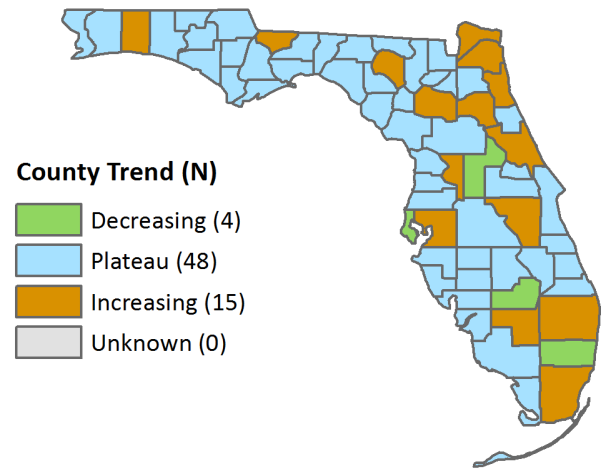 County Trend (N)
Decreasing (4)
Plateau (48)
Increasing (15)
Unknown (0)